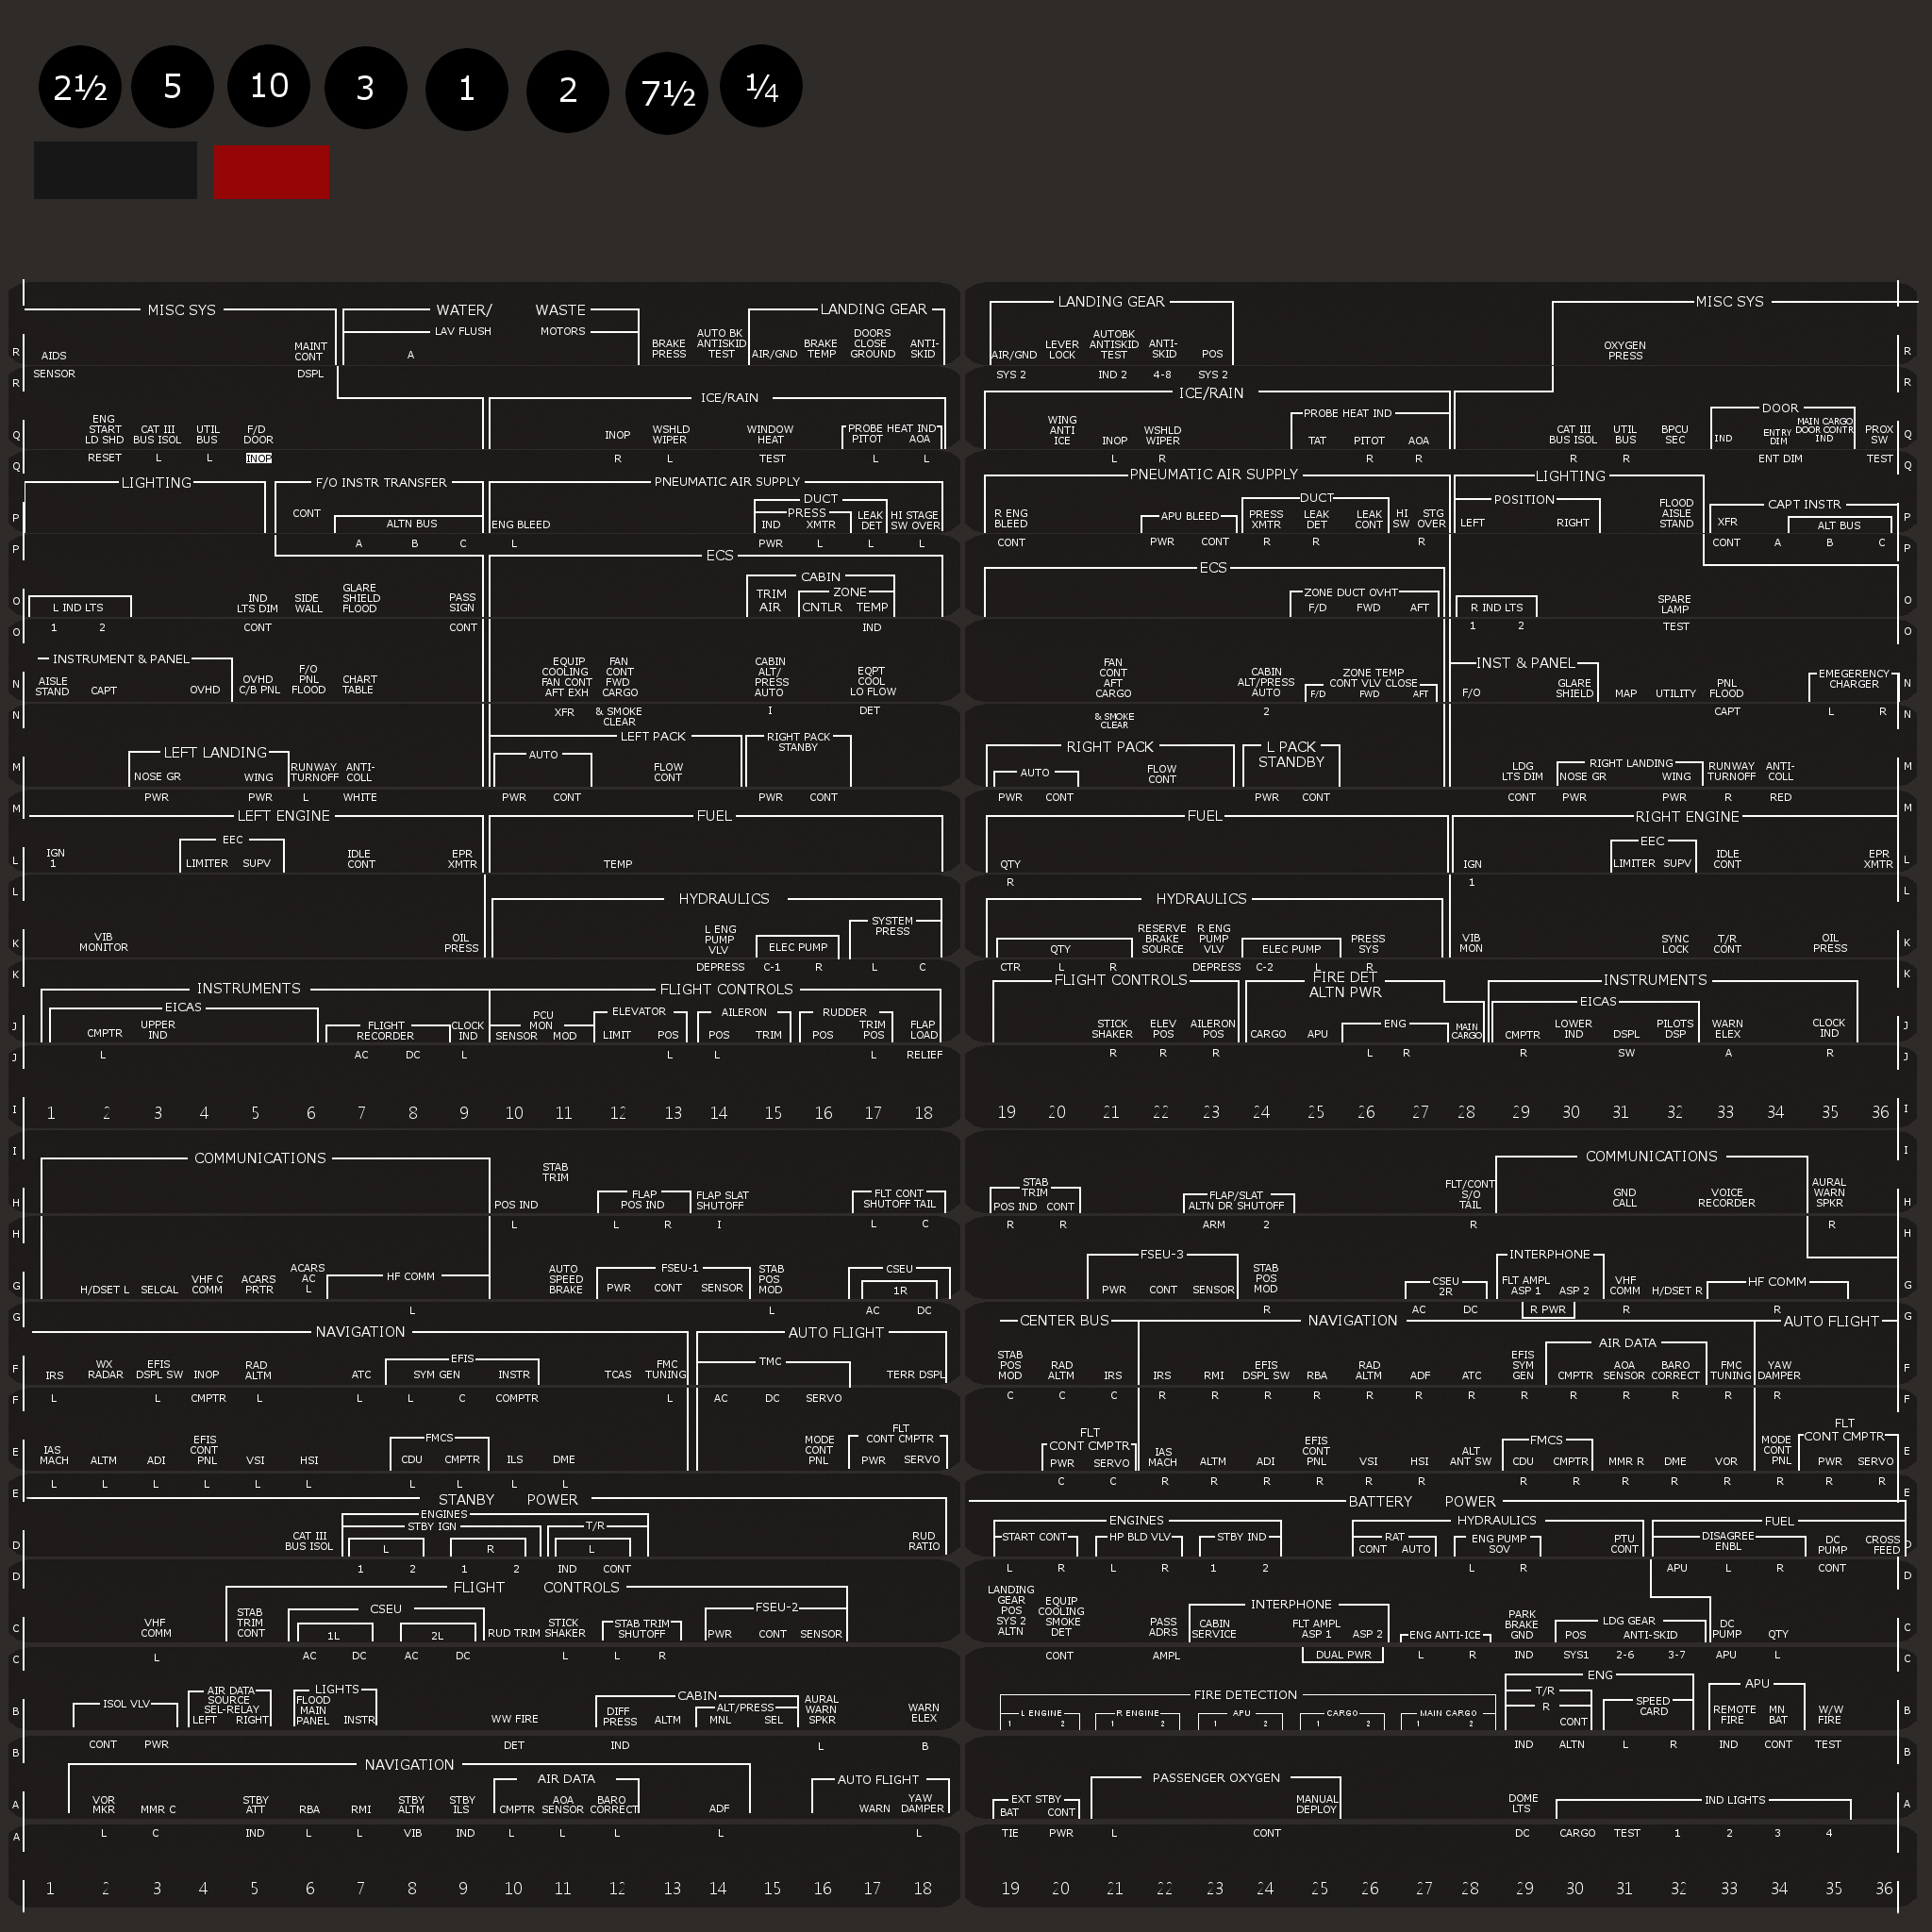 2½ 5 10 3 1 2 7½ ¼
MISC SYS WATER/ WASTE LANDING GEAR
LAV FLUSH MOTORS
AIDS MAINT CONT A BRAKE PRESS AUTO BK ANTISKID TEST AIR/GND BRAKE TEMP DOORS CLOSE GROUND ANTI-SKID
R
R SENSOR DSPL
ICE/RAIN
ENG START LD SHD CAT III BUS ISOL UTIL BUS F/D DOOR INOP WSHLD WIPER WINDOW HEAT PROBE HEAT IND PITOT AOA
Q
Q RESET L L INOP R L TEST L L
LIGHTING F/O INSTR TRANSFER PNEUMATIC AIR SUPPLY
CONT ALTN BUS ENG BLEED DUCT PRESS IND XMTR LEAK DET HI STAGE SW OVER
P
P A B C L PWR L L L
ECS
L IND LTS IND LTS DIM SIDE WALL GLARE SHIELD FLOOD PASS SIGN TRIM AIR CABIN ZONE CNTLR TEMP
O
O 1 2 CONT CONT IND
INSTRUMENT & PANEL
AISLE STAND CAPT OVHD OVHD C/B PNL F/O PNL FLOOD CHART TABLE EQUIP COOLING FAN CONT AFT EXH FAN CONT FWD CARGO CABIN ALT/ PRESS AUTO EQPT COOL LO FLOW
N
N XFR & SMOKE CLEAR I DET
LEFT LANDING LEFT PACK RIGHT PACK STANBY
NOSE GR WING RUNWAY TURNOFF ANTI-COLL AUTO FLOW CONT
M
M PWR PWR L WHITE PWR CONT PWR CONT
LEFT ENGINE FUEL
IGN 1 EEC LIMITER SUPV IDLE CONT EPR XMTR TEMP
L
L
HYDRAULICS
VIB MONITOR OIL PRESS L ENG PUMP VLV ELEC PUMP SYSTEM PRESS
K
K DEPRESS C-1 R L C
INSTRUMENTS FLIGHT CONTROLS
EICAS CMPTR UPPER IND FLIGHT RECORDER CLOCK IND PCU MON SENSOR MOD ELEVATOR LIMIT POS AILERON POS TRIM RUDDER POS TRIM POS FLAP LOAD
J
J L AC DC L L L L RELIEF
I 1 2 3 4 5 6 7 8 9 10 11 12 13 14 15 16 17 18
I
COMMUNICATIONS
POS IND STAB TRIM FLAP POS IND FLAP SLAT SHUTOFF FLT CONT SHUTOFF TAIL
H
H L L R I L C
H/DSET L SELCAL VHF C COMM ACARS PRTR ACARS AC L HF COMM AUTO SPEED BRAKE FSEU-1 PWR CONT SENSOR STAB POS MOD CSEU 1R
G
G L L AC DC
NAVIGATION AUTO FLIGHT
IRS WX RADAR EFIS DSPL SW INOP RAD ALTM ATC EFIS SYM GEN INSTR TCAS FMC TUNING TMC TERR DSPL
F
F L L CMPTR L L L C COMPTR L AC DC SERVO
IAS MACH ALTM ADI EFIS CONT PNL VSI HSI FMCS CDU CMPTR ILS DME MODE CONT PNL FLT CONT CMPTR PWR SERVO
E
E L L L L L L L L L L
STANBY POWER
CAT III BUS ISOL ENGINES STBY IGN L R T/R L RUD RATIO
D
D 1 2 1 2 IND CONT
FLIGHT CONTROLS
VHF COMM STAB TRIM CONT CSEU 1L 2L RUD TRIM STICK SHAKER STAB TRIM SHUTOFF FSEU-2 PWR CONT SENSOR
C
C L AC DC AC DC L L R
ISOL VLV AIR DATA SOURCE SEL-RELAY LEFT RIGHT LIGHTS FLOOD MAIN PANEL INSTR WW FIRE CABIN DIFF PRESS ALTM ALT/PRESS MNL SEL AURAL WARN SPKR WARN ELEX
B
B CONT PWR DET IND L B
NAVIGATION
VOR MKR MMR C STBY ATT RBA RMI STBY ALTM STBY ILS AIR DATA CMPTR AOA SENSOR BARO CORRECT ADF AUTO FLIGHT WARN YAW DAMPER
A
A L C IND L L VIB IND L L L L L
1 2 3 4 5 6 7 8 9 10 11 12 13 14 15 16 17 18
LANDING GEAR MISC SYS
AIR/GND LEVER LOCK AUTOBK ANTISKID TEST ANTI-SKID POS OXYGEN PRESS
R
SYS 2 IND 2 4-8 SYS 2 R
ICE/RAIN
WING ANTI ICE INOP WSHLD WIPER PROBE HEAT IND TAT PITOT AOA CAT III BUS ISOL UTIL BUS BPCU SEC DOOR IND ENTRY DIM MAIN CARGO DOOR CONTR IND PROX SW
Q
L R R R R R ENT DIM TEST Q
PNEUMATIC AIR SUPPLY LIGHTING
R ENG BLEED APU BLEED DUCT PRESS XMTR LEAK DET LEAK CONT HI STG SW OVER POSITION LEFT RIGHT FLOOD AISLE STAND CAPT INSTR XFR ALT BUS
P
CONT PWR CONT R R R CONT A B C P
ECS
ZONE DUCT OVHT F/D FWD AFT R IND LTS SPARE LAMP
O
1 2 TEST O
FAN CONT AFT CARGO CABIN ALT/PRESS AUTO ZONE TEMP CONT VLV CLOSE F/D FWD AFT INST & PANEL F/O GLARE SHIELD MAP UTILITY PNL FLOOD EMEGERENCY CHARGER
N
& SMOKE CLEAR 2 CAPT L R N
RIGHT PACK L PACK STANDBY
AUTO FLOW CONT LDG LTS DIM RIGHT LANDING NOSE GR WING RUNWAY TURNOFF ANTI-COLL
M
PWR CONT PWR CONT CONT PWR PWR R RED M
FUEL RIGHT ENGINE
QTY IGN EEC LIMITER SUPV IDLE CONT EPR XMTR
L
R 1 L
HYDRAULICS
QTY RESERVE BRAKE SOURCE R ENG PUMP VLV ELEC PUMP PRESS SYS VIB MON SYNC LOCK T/R CONT OIL PRESS
K
CTR L R DEPRESS C-2 L R K
FLIGHT CONTROLS FIRE DET ALTN PWR INSTRUMENTS
STICK SHAKER ELEV POS AILERON POS CARGO APU ENG MAIN CARGO EICAS CMPTR LOWER IND DSPL PILOTS DSP WARN ELEX CLOCK IND
J
R R R L R R SW A R J
19 20 21 22 23 24 25 26 27 28 29 30 31 32 33 34 35 36 I
I
COMMUNICATIONS
STAB TRIM POS IND CONT FLAP/SLAT ALTN DR SHUTOFF FLT/CONT S/O TAIL GND CALL VOICE RECORDER AURAL WARN SPKR
H
R R ARM 2 R R H
FSEU-3 PWR CONT SENSOR STAB POS MOD CSEU 2R INTERPHONE FLT AMPL ASP 1 ASP 2 VHF COMM H/DSET R HF COMM
G
R AC DC R PWR R R G
CENTER BUS NAVIGATION AUTO FLIGHT
STAB POS MOD RAD ALTM IRS IRS RMI EFIS DSPL SW RBA RAD ALTM ADF ATC EFIS SYM GEN AIR DATA CMPTR AOA SENSOR BARO CORRECT FMC TUNING YAW DAMPER
F
C C C R R R R R R R R R R R R R F
FLT CONT CMPTR PWR SERVO IAS MACH ALTM ADI EFIS CONT PNL VSI HSI ALT ANT SW FMCS CDU CMPTR MMR R DME VOR MODE CONT PNL FLT CONT CMPTR PWR SERVO
E
C C R R R R R R R R R R R R R R R E
BATTERY POWER
ENGINES START CONT HP BLD VLV STBY IND HYDRAULICS RAT CONT AUTO ENG PUMP SOV PTU CONT FUEL DISAGREE ENBL DC PUMP CROSS FEED
D
L R L R 1 2 L R APU L R CONT D
LANDING GEAR POS SYS 2 ALTN EQUIP COOLING SMOKE DET PASS ADRS INTERPHONE CABIN SERVICE FLT AMPL ASP 1 ASP 2 ENG ANTI-ICE PARK BRAKE GND LDG GEAR POS ANTI-SKID DC PUMP QTY
C
CONT AMPL DUAL PWR L R IND SYS1 2-6 3-7 APU L C
FIRE DETECTION ENG APU
L ENGINE 1 2 R ENGINE 1 2 APU 1 2 CARGO 1 2 MAIN CARGO 1 2 T/R R CONT SPEED CARD REMOTE FIRE MN BAT W/W FIRE
B
IND ALTN L R IND CONT TEST B
PASSENGER OXYGEN
EXT STBY BAT CONT MANUAL DEPLOY DOME LTS IND LIGHTS
A
TIE PWR L CONT DC CARGO TEST 1 2 3 4 A
19 20 21 22 23 24 25 26 27 28 29 30 31 32 33 34 35 36